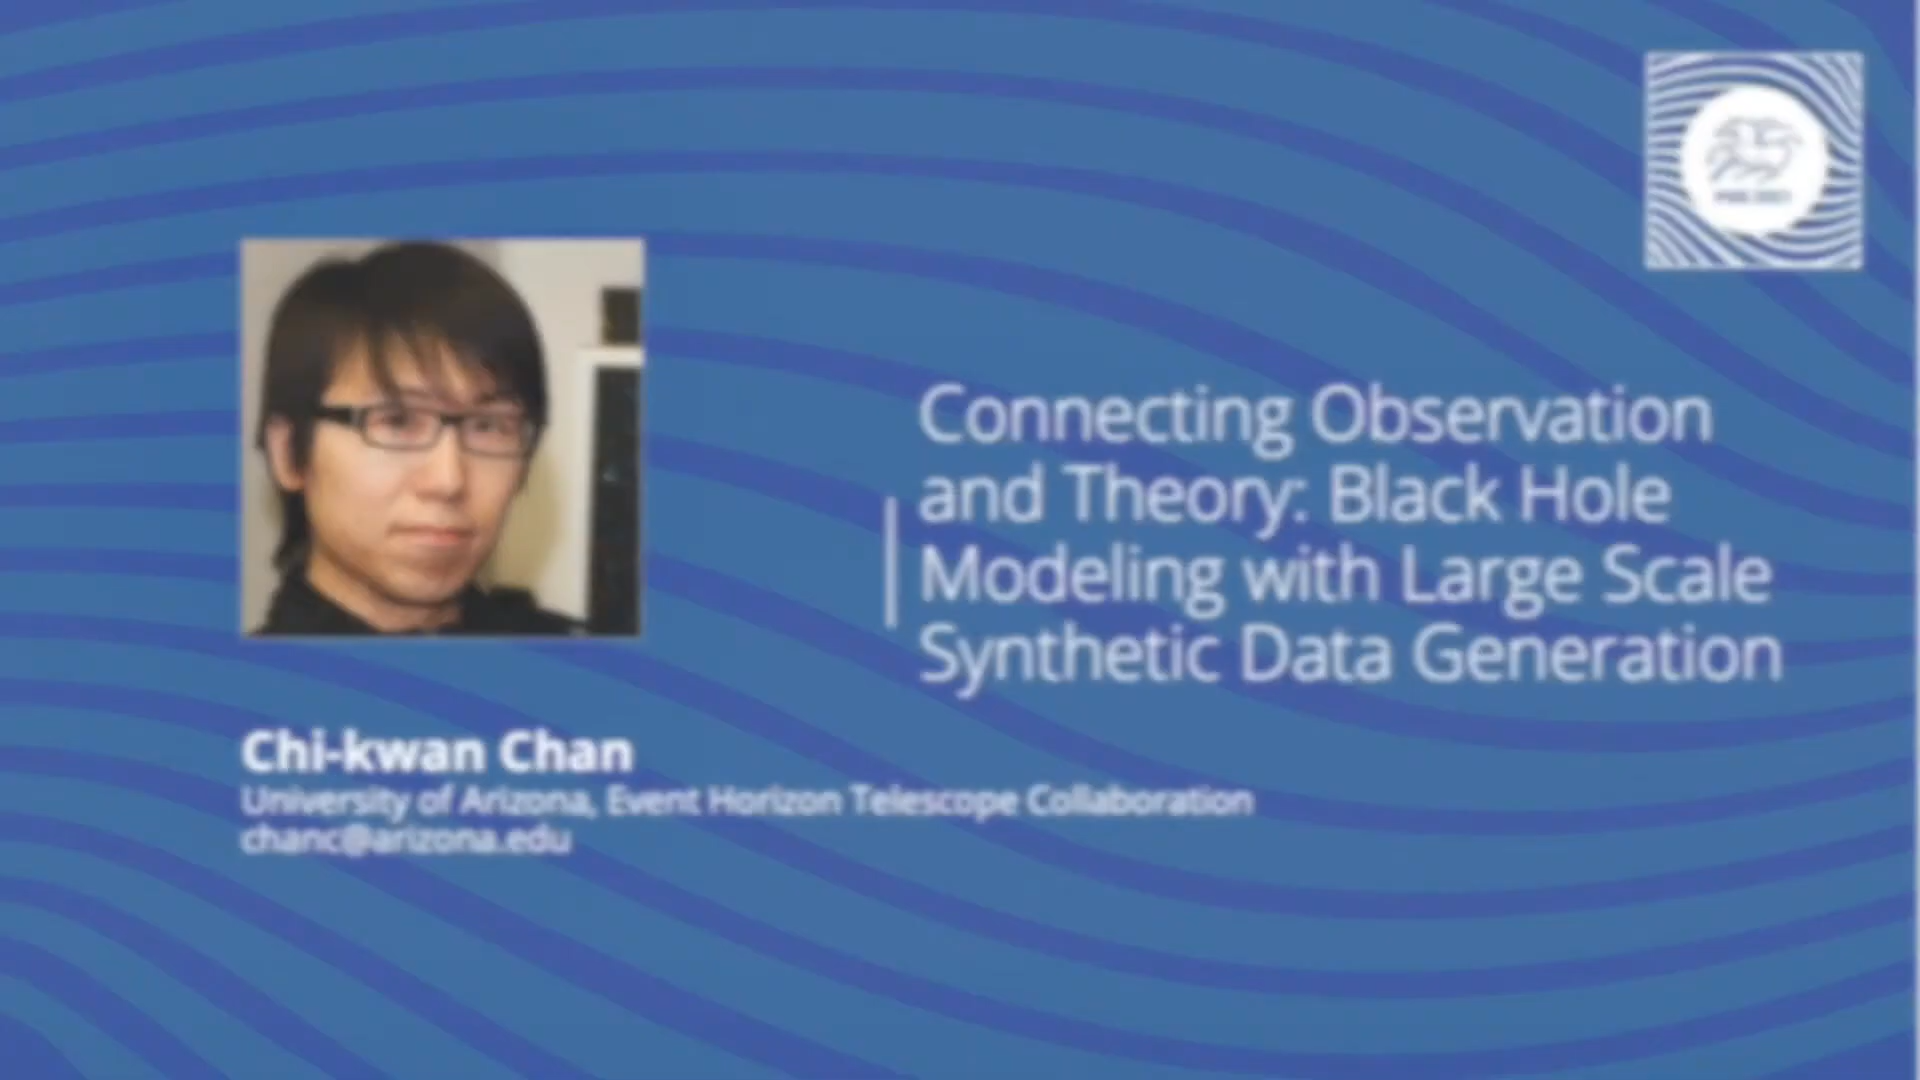 Connecting Observation
and Theory: Black Hole
Modeling with Large Scale
Synthetic Data Generation
Chi-kwan Chan
University of Arizona, Event Horizon Telescope Collaboration
chanc@arizona.edu